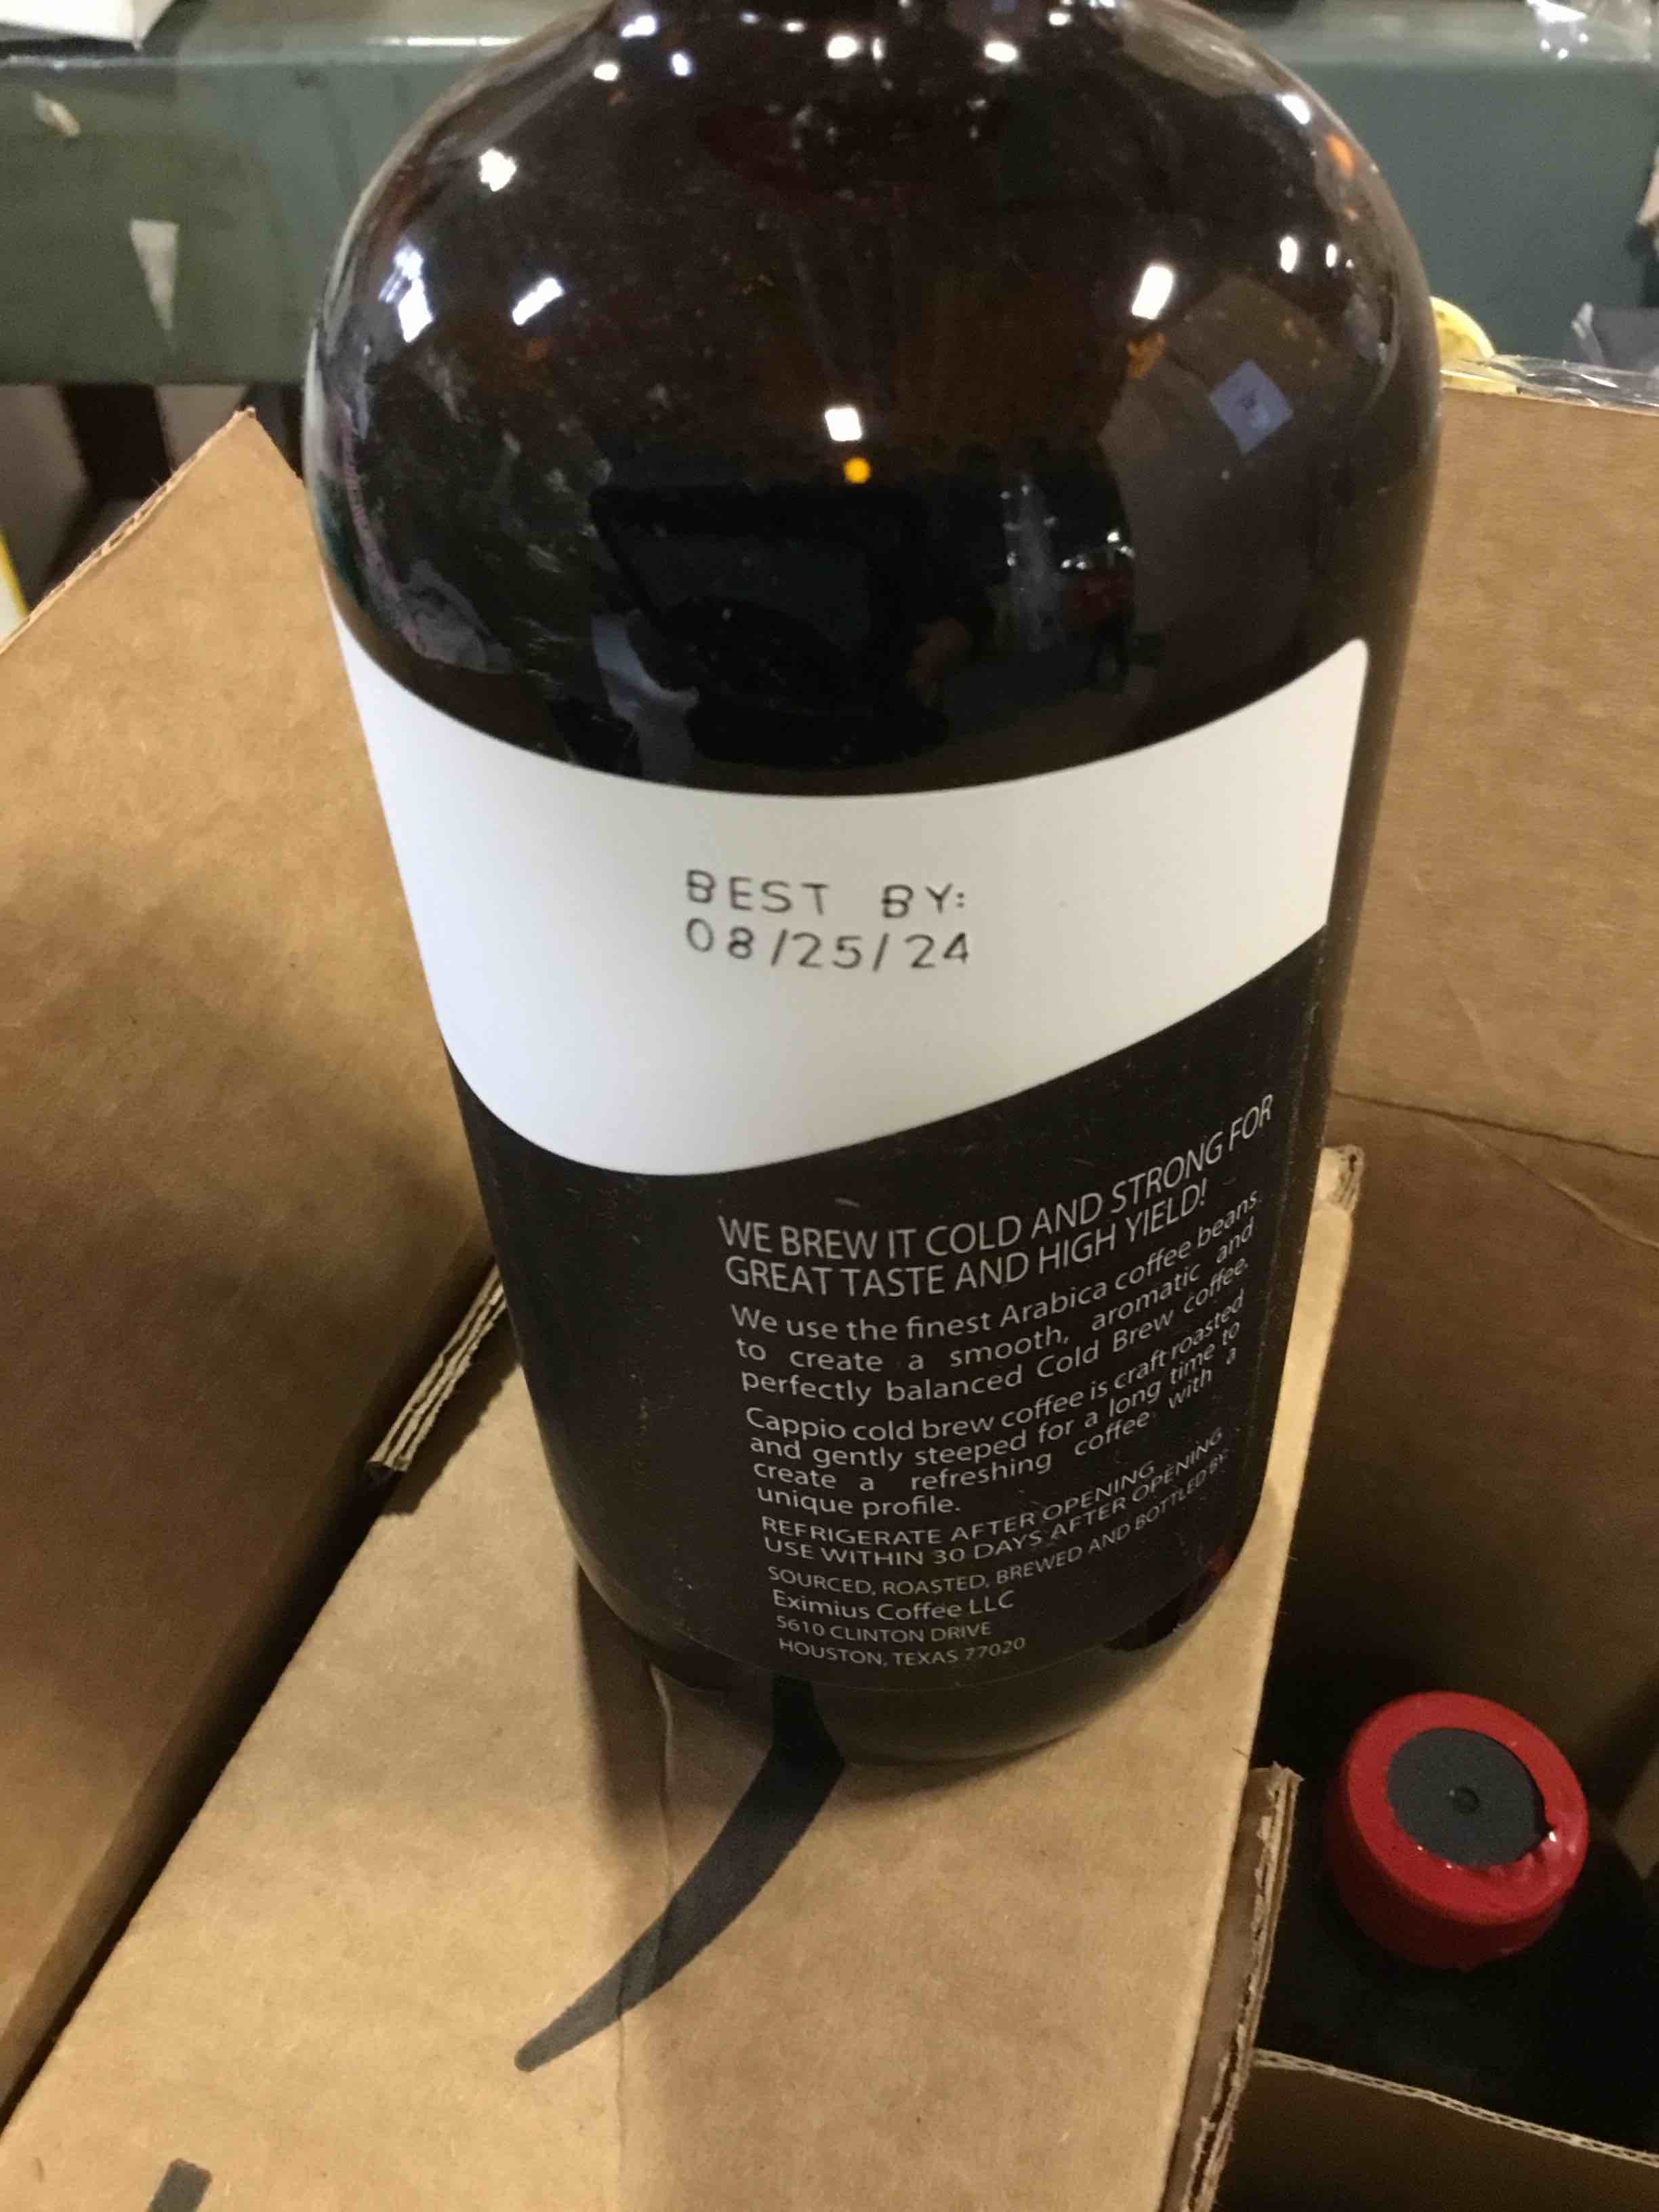 BEST BY:
08/25/24
WE BREW IT COLD AND STRONG FOR
GREAT TASTE AND HIGH YIELD!
We use the finest Arabica coffee beans
to create a smooth, aromatic and
perfectly balanced Cold Brew coffee.
Cappio cold brew coffee is craft roasted
and gently steeped for a long time to
create a refreshing coffee with a
unique profile.
REFRIGERATE AFTER OPENING
USE WITHIN 30 DAYS AFTER OPENING
SOURCED, ROASTED, BREWED AND BOTTLED BY:
Eximius Coffee LLC
5610 CLINTON DRIVE
HOUSTON, TEXAS 77020